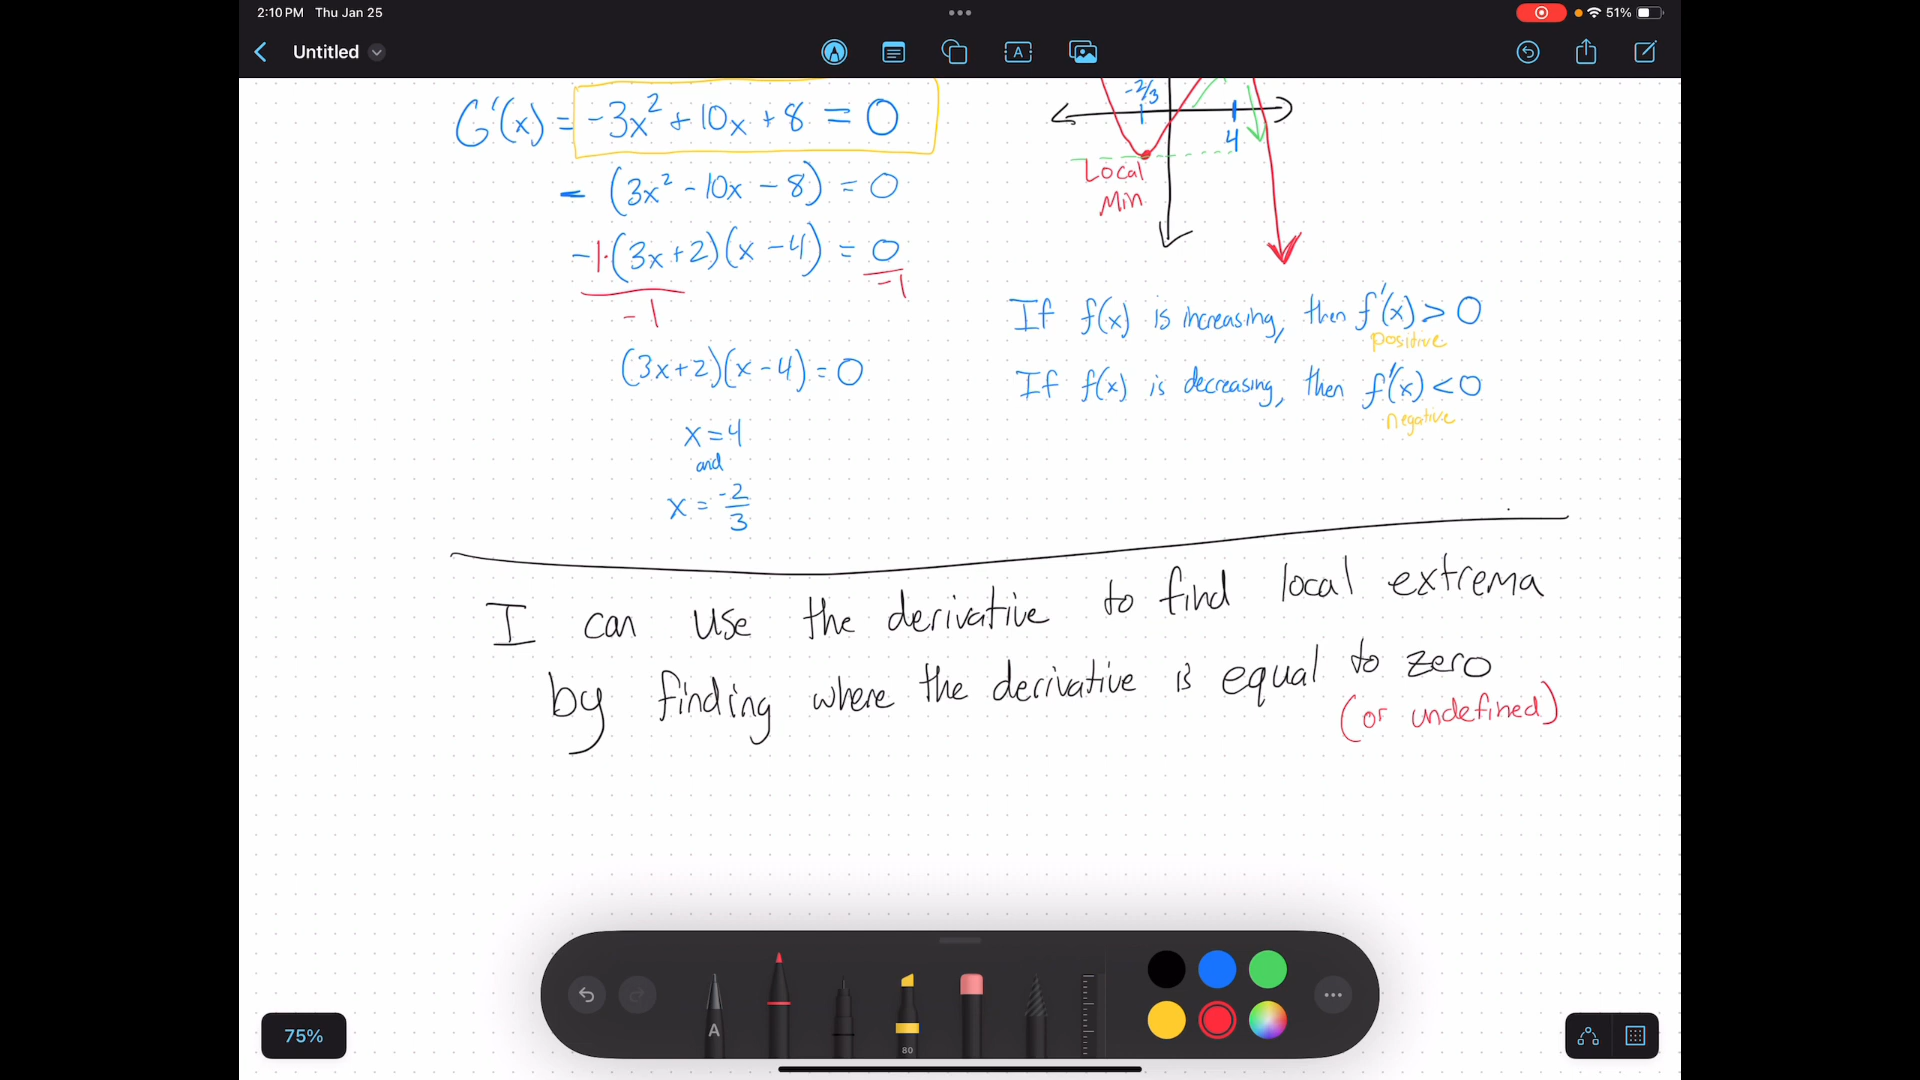 2:10 PM Thu Jan 25
51%
Untitled
A
G'(x) = -3x² + 10x + 8 = 0
- (3x² - 10x - 8) = 0
-1·(3x+2)(x-4) = 0
-1 -1
(3x+2)(x-4) = 0
x = 4
and
x = -2/3
-2/3
4
Local
Min
If f(x) is increasing, then f'(x) > 0
positive
If f(x) is decreasing, then f'(x) < 0
negative
I can use the derivative to find local extrema
by finding where the derivative is equal to zero
(or undefined)
A
80
75%